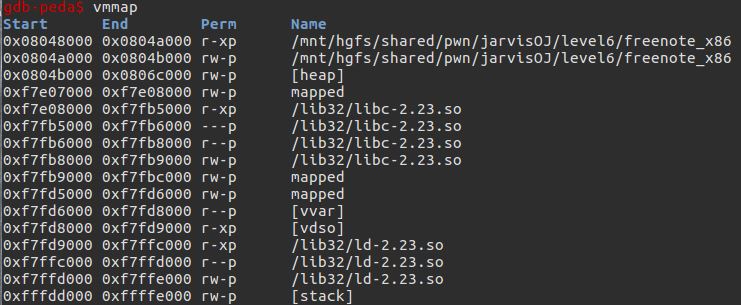 gdb-peda$ vmmap
Start End Perm Name
0x08048000 0x0804a000 r-xp /mnt/hgfs/shared/pwn/jarvisOJ/level6/freenote_x86
0x0804a000 0x0804b000 rw-p /mnt/hgfs/shared/pwn/jarvisOJ/level6/freenote_x86
0x0804b000 0x0806c000 rw-p [heap]
0xf7e07000 0xf7e08000 rw-p mapped
0xf7e08000 0xf7fb5000 r-xp /lib32/libc-2.23.so
0xf7fb5000 0xf7fb6000 ---p /lib32/libc-2.23.so
0xf7fb6000 0xf7fb8000 r--p /lib32/libc-2.23.so
0xf7fb8000 0xf7fb9000 rw-p /lib32/libc-2.23.so
0xf7fb9000 0xf7fbc000 rw-p mapped
0xf7fd5000 0xf7fd6000 rw-p mapped
0xf7fd6000 0xf7fd8000 r--p [vvar]
0xf7fd8000 0xf7fd9000 r-xp [vdso]
0xf7fd9000 0xf7ffc000 r-xp /lib32/ld-2.23.so
0xf7ffc000 0xf7ffd000 r--p /lib32/ld-2.23.so
0xf7ffd000 0xf7ffe000 rw-p /lib32/ld-2.23.so
0xfffdd000 0xffffe000 rw-p [stack]